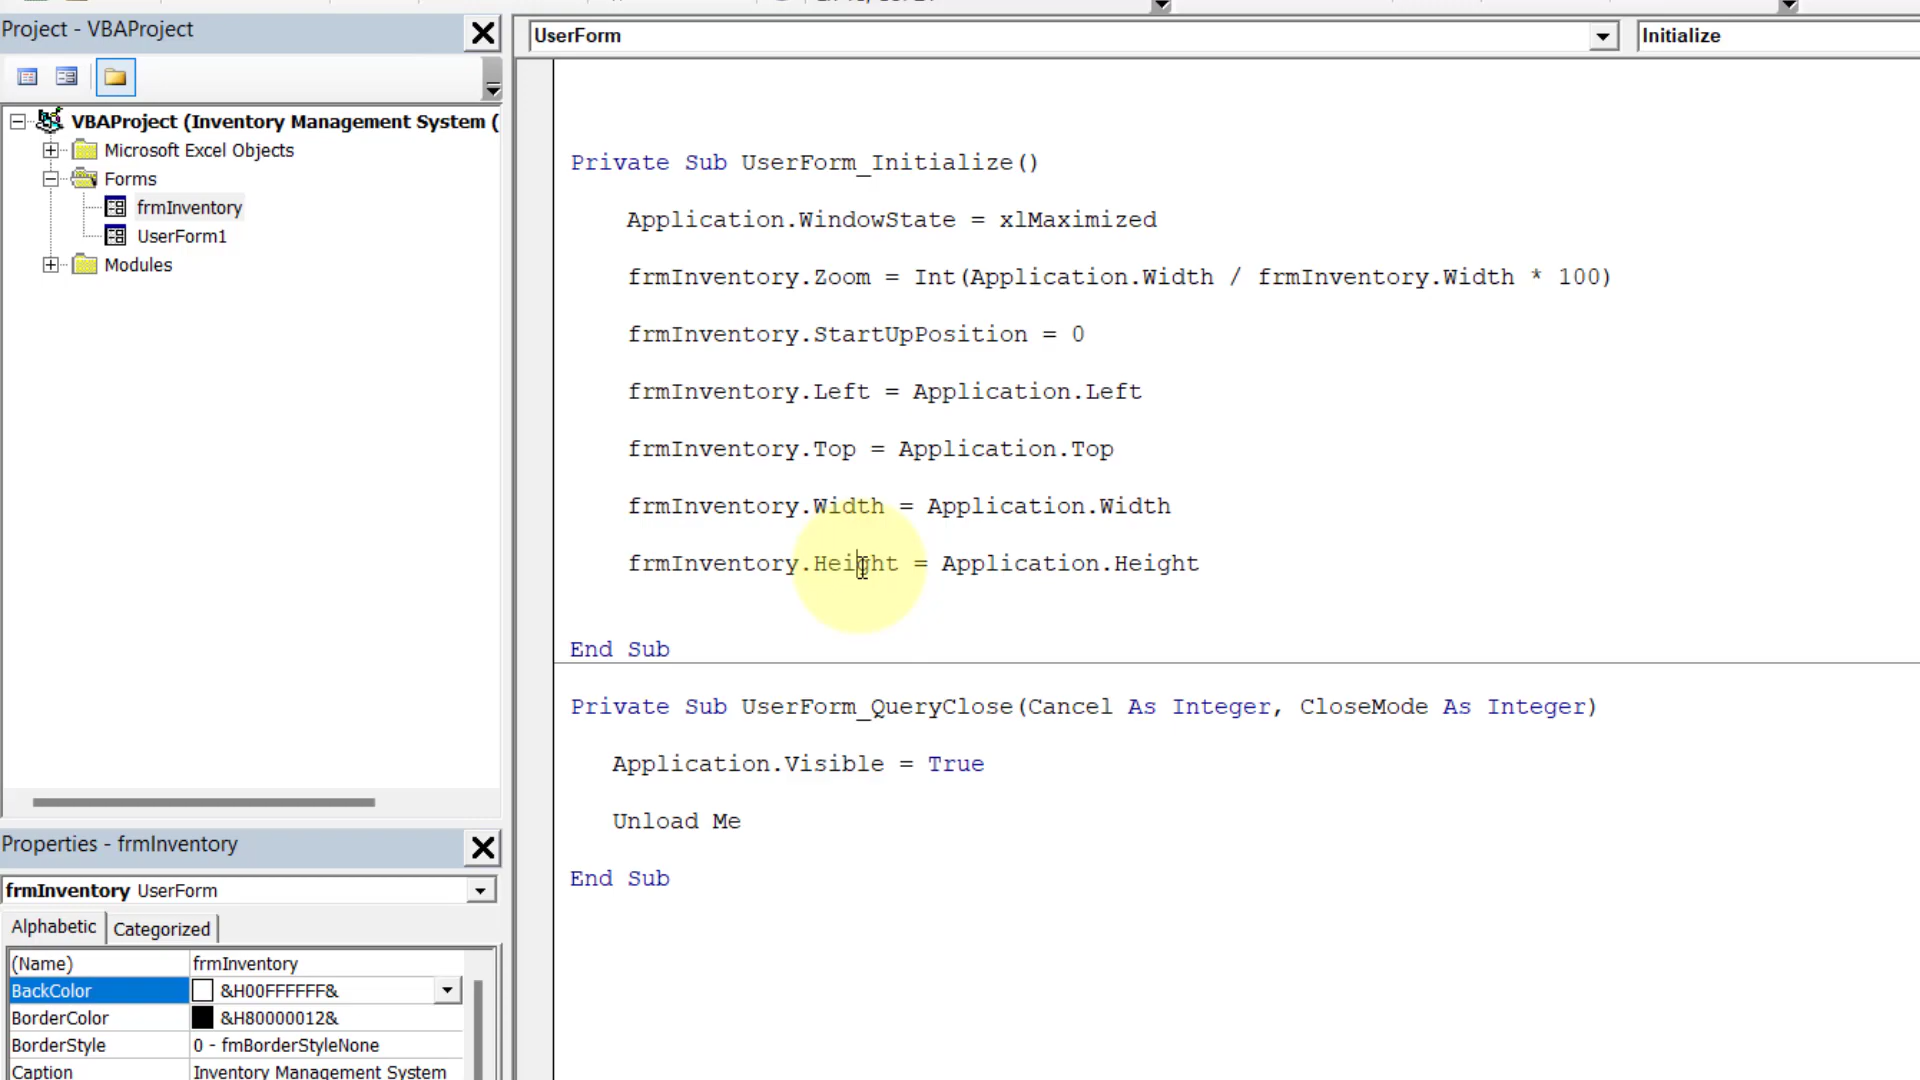 Project - VBAProject
VBAProject (Inventory Management System (
Microsoft Excel Objects
Forms
frmInventory
UserForm1
Modules
Properties - frmInventory
frmInventory UserForm
Alphabetic
Categorized
(Name) frmInventory
BackColor &H00FFFFFF&
BorderColor &H80000012&
BorderStyle 0 - fmBorderStyleNone
Caption Inventory Management System
UserForm
Initialize
Private Sub UserForm_Initialize()
Application.WindowState = xlMaximized
frmInventory.Zoom = Int(Application.Width / frmInventory.Width * 100)
frmInventory.StartUpPosition = 0
frmInventory.Left = Application.Left
frmInventory.Top = Application.Top
frmInventory.Width = Application.Width
frmInventory.Height = Application.Height
End Sub
Private Sub UserForm_QueryClose(Cancel As Integer, CloseMode As Integer)
Application.Visible = True
Unload Me
End Sub